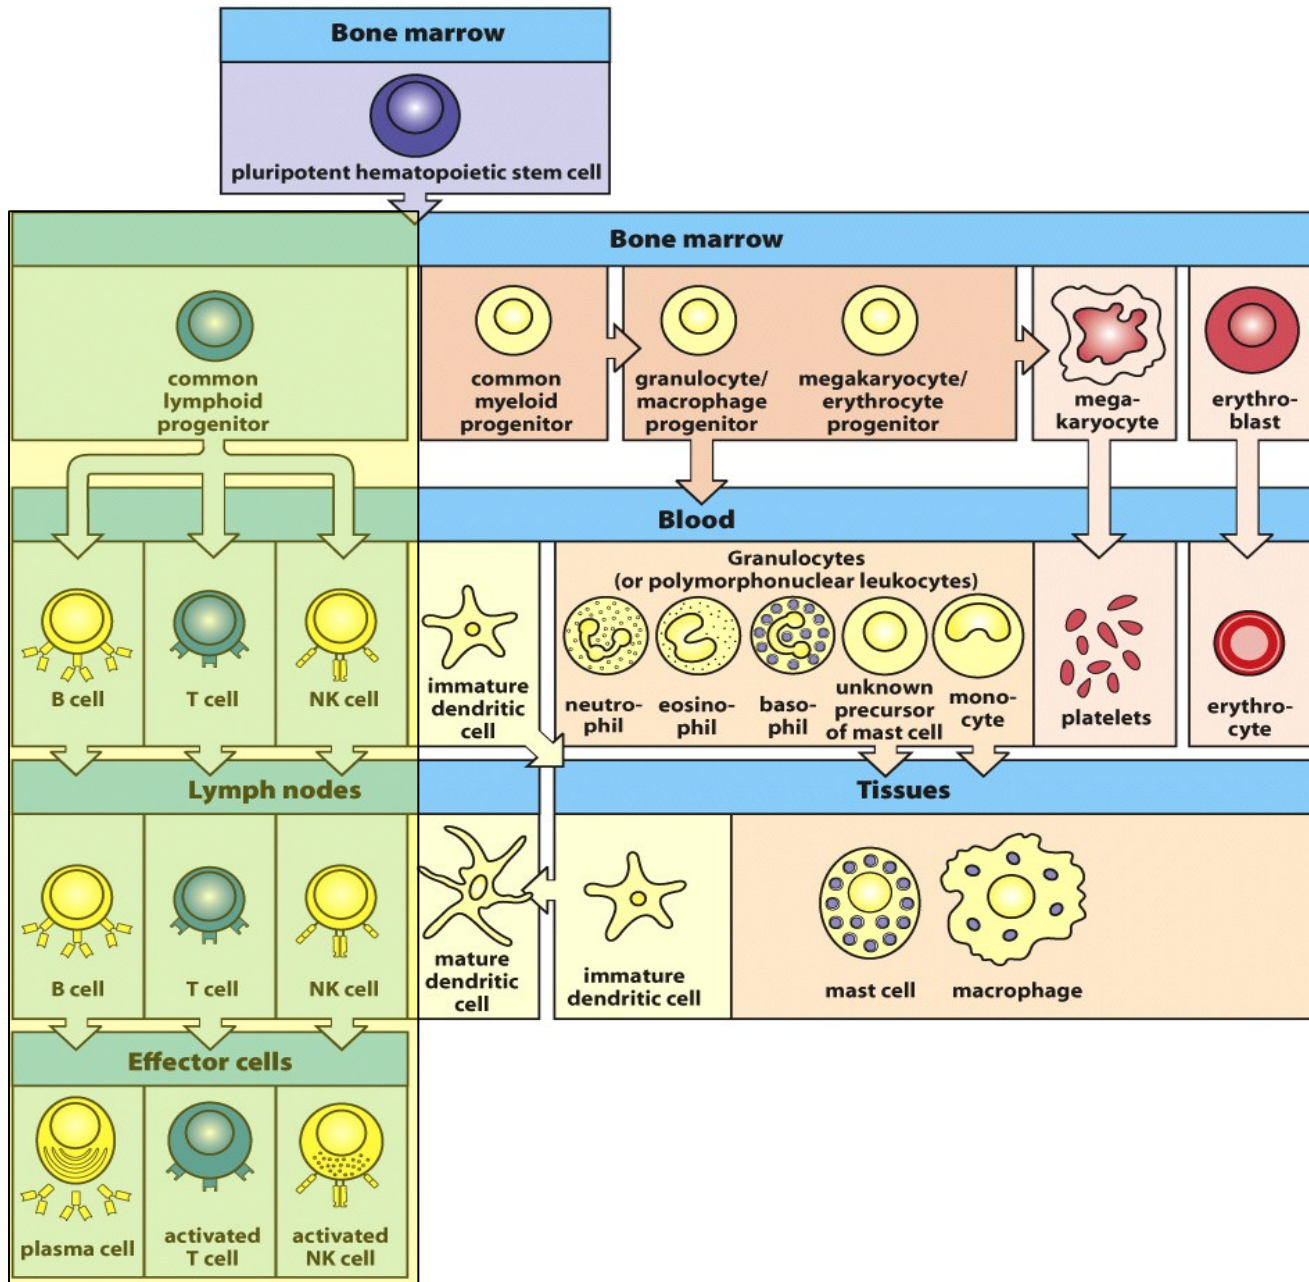 Bone marrow
pluripotent hematopoietic stem cell
Bone marrow
common
lymphoid
progenitor
common
myeloid
progenitor
granulocyte/
macrophage
progenitor
megakaryocyte/
erythrocyte
progenitor
mega-
karyocyte
erythro-
blast
Blood
B cell
T cell
NK cell
immature
dendritic
cell
Granulocytes
(or polymorphonuclear leukocytes)
neutro-
phil
eosino-
phil
baso-
phil
unknown
precursor
of mast cell
mono-
cyte
platelets
erythro-
cyte
Lymph nodes
Tissues
B cell
T cell
NK cell
mature
dendritic
cell
immature
dendritic cell
mast cell
macrophage
Effector cells
plasma cell
activated
T cell
activated
NK cell